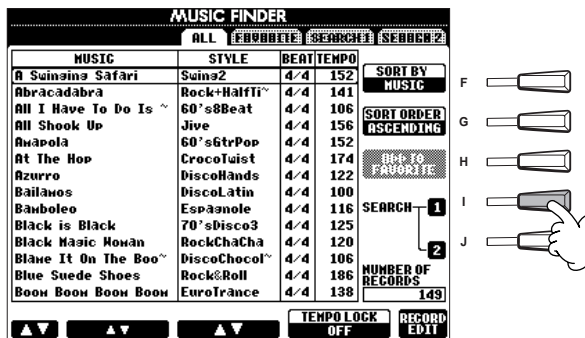 MUSIC FINDER
ALL FAVORITE SEARCH 1 SEARCH 2
MUSIC STYLE BEAT TEMPO
A Swinging Safari Swing2 4/4 152
Abracadabra Rock+HalfTi~ 4/4 141
All I Have To Do Is ~ 60's8Beat 4/4 106
All Shook Up Jive 4/4 156
Amapola 60'sGtrPop 4/4 152
At The Hop CrocoTwist 4/4 174
Azurro DiscoHands 4/4 122
Bailamos DiscoLatin 4/4 100
Bamboleo Espagnole 4/4 116
Black is Black 70'sDisco3 4/4 125
Black Magic Woman RockChaCha 4/4 120
Blame It On The Boo~ DiscoChocol~ 4/4 106
Blue Suede Shoes Rock&Roll 4/4 186
Boom Boom Boom Boom EuroTrance 4/4 138
SORT BY
MUSIC
SORT ORDER
ASCENDING
ADD TO
FAVORITE
SEARCH 1
2
NUMBER OF
RECORDS
149
TEMPO LOCK
OFF
RECORD
EDIT
F
G
H
I
J